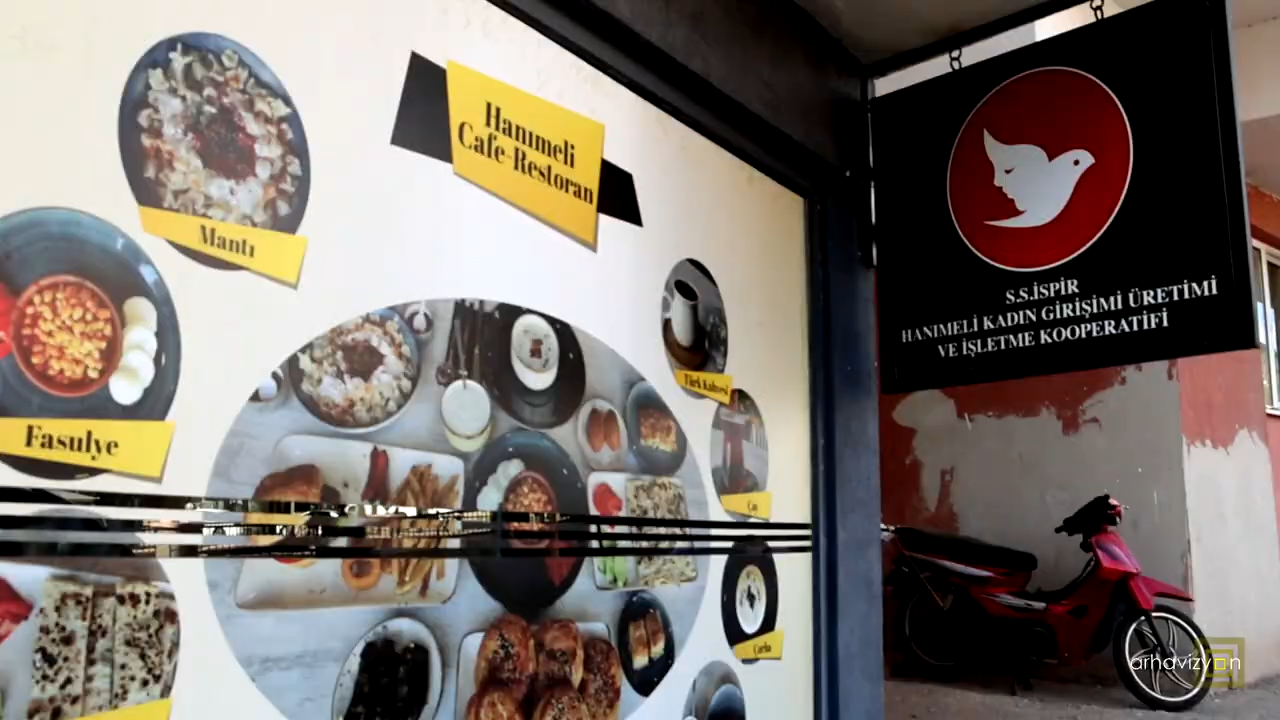 Hanımeli
Cafe-Restoran
Mantı
Fasulye
Türk Kahvesi
Çay
Çorba
S.S.İSPİR
HANIMELİ KADIN GİRİŞİMİ ÜRETİMİ
VE İŞLETME KOOPERATİFİ
arhavizyon